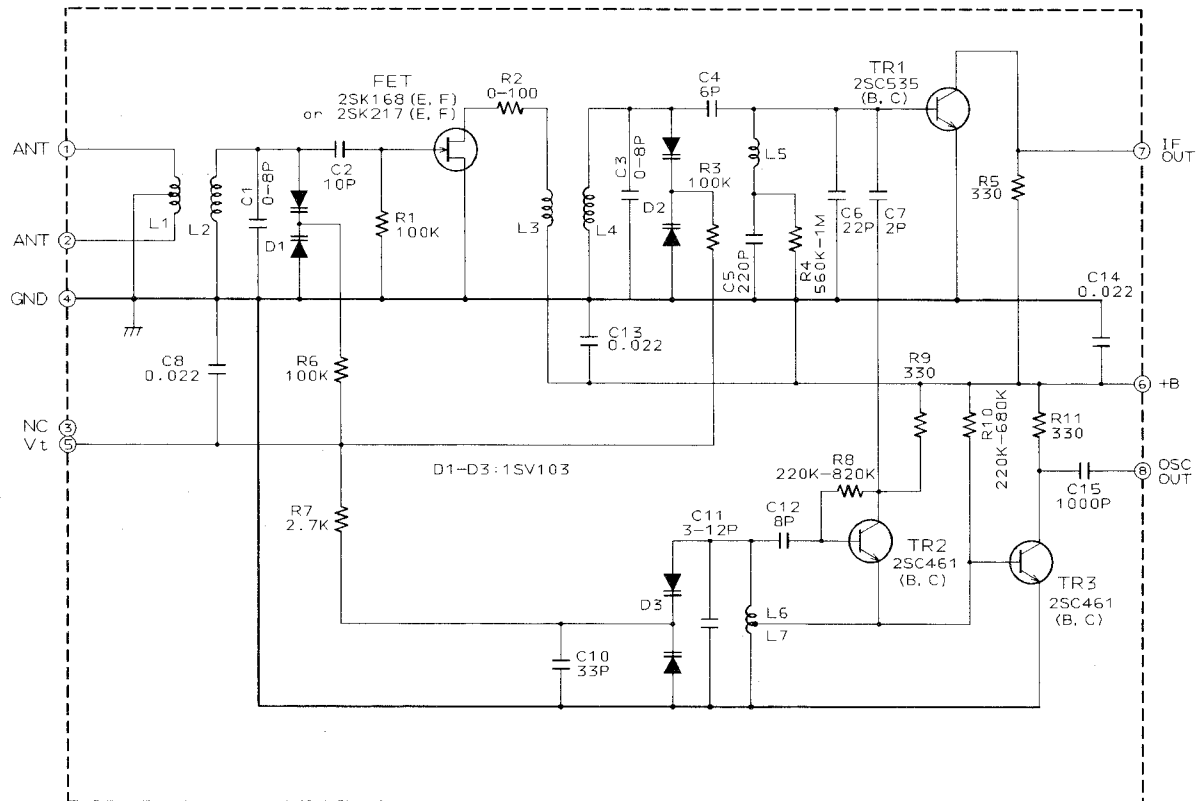 FET
2SK168(E, F)
or 2SK217(E, F)
R2
0-100
C4
6P
TR1
2SC535
(B, C)
ANT 1
L1
L2
C1
0-8P
C2
10P
D1
R1
100K
L3
L4
C3
0-8P
R3
100K
D2
L5
C5
220P
R4
560K-1M
C6
22P
C7
2P
R5
330
7 IF
OUT
ANT 2
GND 4
C14
0.022
C8
0.022
R6
100K
C13
0.022
R9
330
6 +B
NC 3
Vt 5
D1-D3:1SV103
R10
220K-680K
R11
330
R8
220K-820K
C15
1000P
8 OSC
OUT
R7
2.7K
C11
3-12P
C12
8P
TR2
2SC461
(B, C)
TR3
2SC461
(B, C)
D3
L6
L7
C10
33P